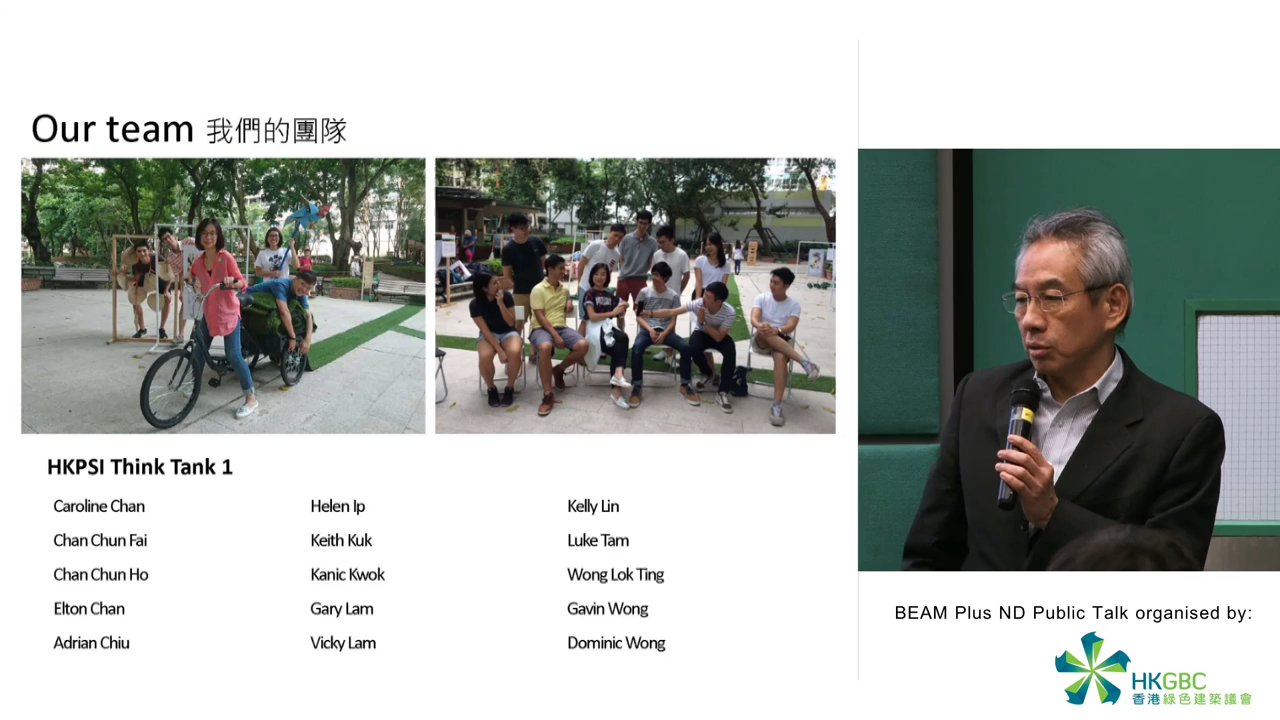 Our team 我們的團隊
HKPSI Think Tank 1
Caroline Chan
Chan Chun Fai
Chan Chun Ho
Elton Chan
Adrian Chiu
Helen Ip
Keith Kuk
Kanic Kwok
Gary Lam
Vicky Lam
Kelly Lin
Luke Tam
Wong Lok Ting
Gavin Wong
Dominic Wong
BEAM Plus ND Public Talk organised by:
HKGBC
香港綠色建築議會